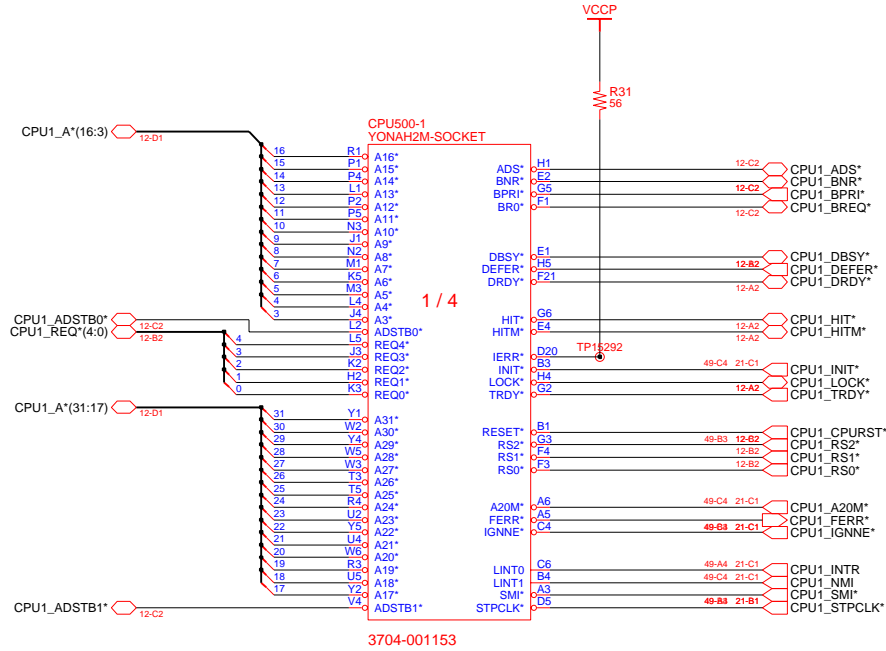 VCCP
R31
56
CPU500-1
YONAH2M-SOCKET
CPU1_A*(16:3) 12-D1
16 R1 A16*
15 P1 A15*
14 P4 A14*
13 L1 A13*
12 P2 A12*
11 P5 A11*
10 N3 A10*
9 J1 A9*
8 N2 A8*
7 M1 A7*
6 K5 A6*
5 M3 A5*
4 L4 A4*
3 J4 A3*
CPU1_ADSTB0* 12-C2 L2 ADSTB0*
CPU1_REQ*(4:0) 12-B2
4 L5 REQ4*
3 J3 REQ3*
2 K2 REQ2*
1 H2 REQ1*
0 K3 REQ0*
CPU1_A*(31:17) 12-D1
31 Y1 A31*
30 W2 A30*
29 Y4 A29*
28 W5 A28*
27 W3 A27*
26 T3 A26*
25 T5 A25*
24 R4 A24*
23 U2 A23*
22 Y5 A22*
21 U4 A21*
20 W6 A20*
19 R3 A19*
18 U5 A18*
17 Y2 A17*
CPU1_ADSTB1* 12-C2 V4 ADSTB1*
1 / 4
ADS* H1 12-C2 CPU1_ADS*
BNR* E2 CPU1_BNR*
BPRI* G5 12-C2 CPU1_BPRI*
BR0* F1 12-C2 CPU1_BREQ*
DBSY* E1 CPU1_DBSY*
DEFER* H5 CPU1_DEFER*
DRDY* F21 12-A2 CPU1_DRDY*
HIT* G6 CPU1_HIT*
HITM* E4 12-A2 12-A2 CPU1_HITM*
IERR* D20 TP15292
INIT* B3 49-C4 21-C1 CPU1_INIT*
LOCK* H4 CPU1_LOCK*
TRDY* G2 12-A2 CPU1_TRDY*
RESET* B1 CPU1_CPURST*
RS2* G3 49-B3 CPU1_RS2*
RS1* F4 12-B2 CPU1_RS1*
RS0* F3 12-B2 CPU1_RS0*
A20M* A6 49-C4 21-C1 CPU1_A20M*
FERR* A5 CPU1_FERR*
IGNNE* C4 21-C1 CPU1_IGNNE*
LINT0 C6 49-A4 21-C1 CPU1_INTR
LINT1 B4 49-C4 21-C1 CPU1_NMI
SMI* A3 CPU1_SMI*
STPCLK* D5 CPU1_STPCLK*
3704-001153